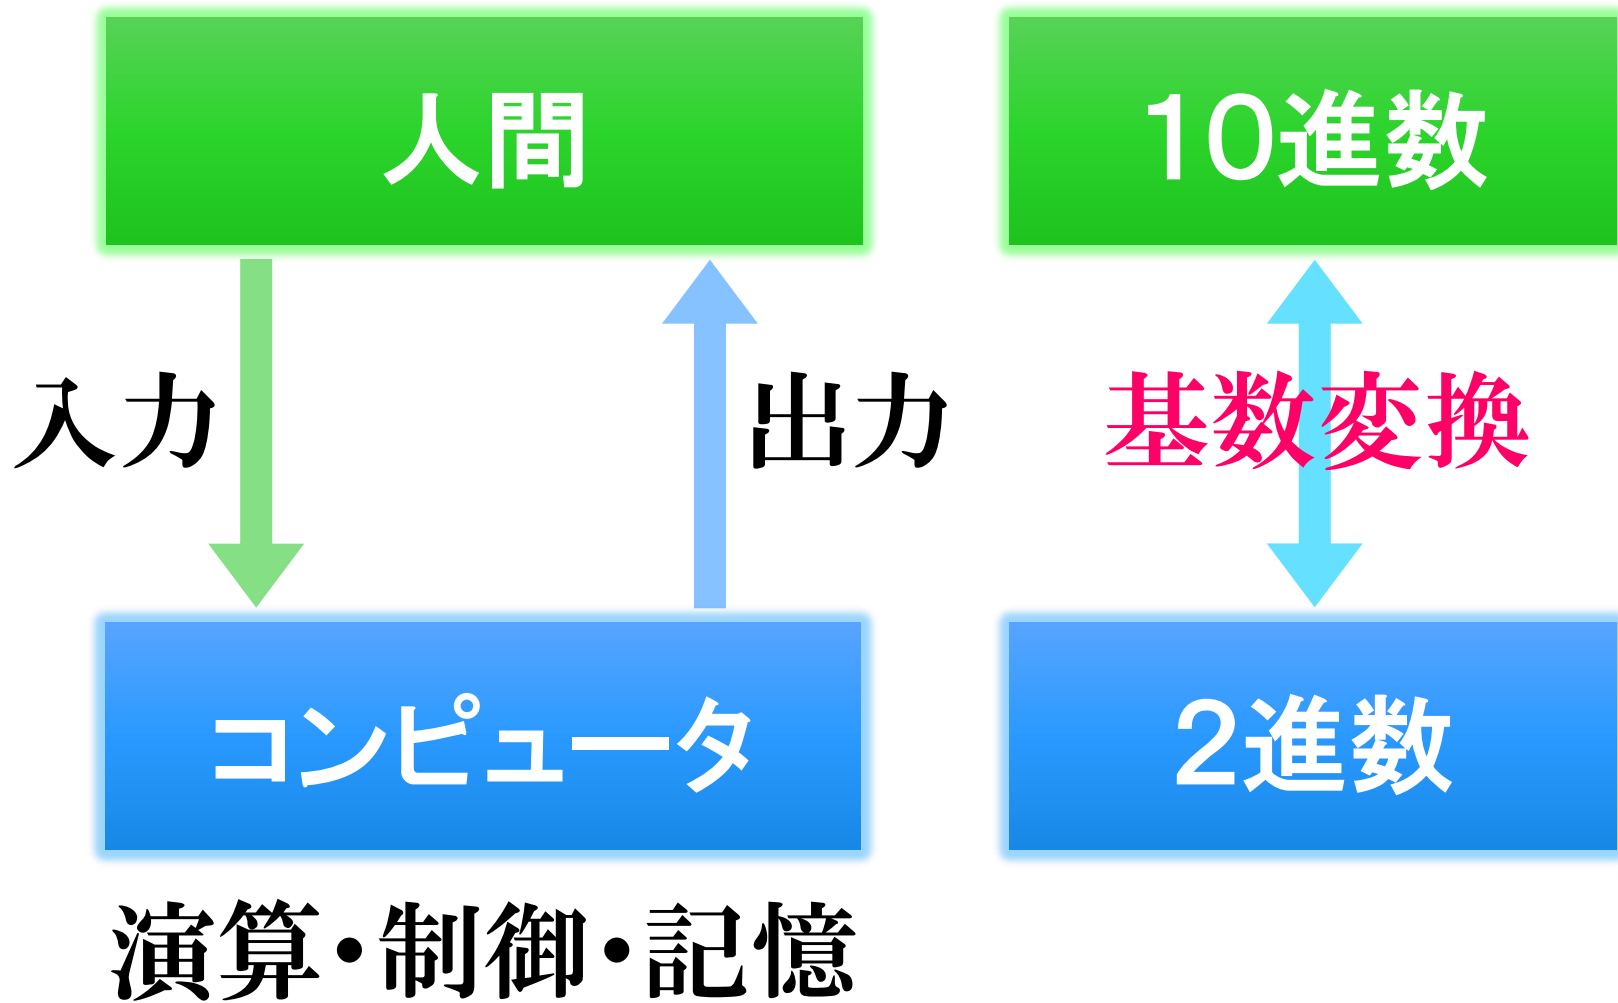 人間
10進数
入力
出力
基数変換
コンピュータ
2進数
演算・制御・記憶